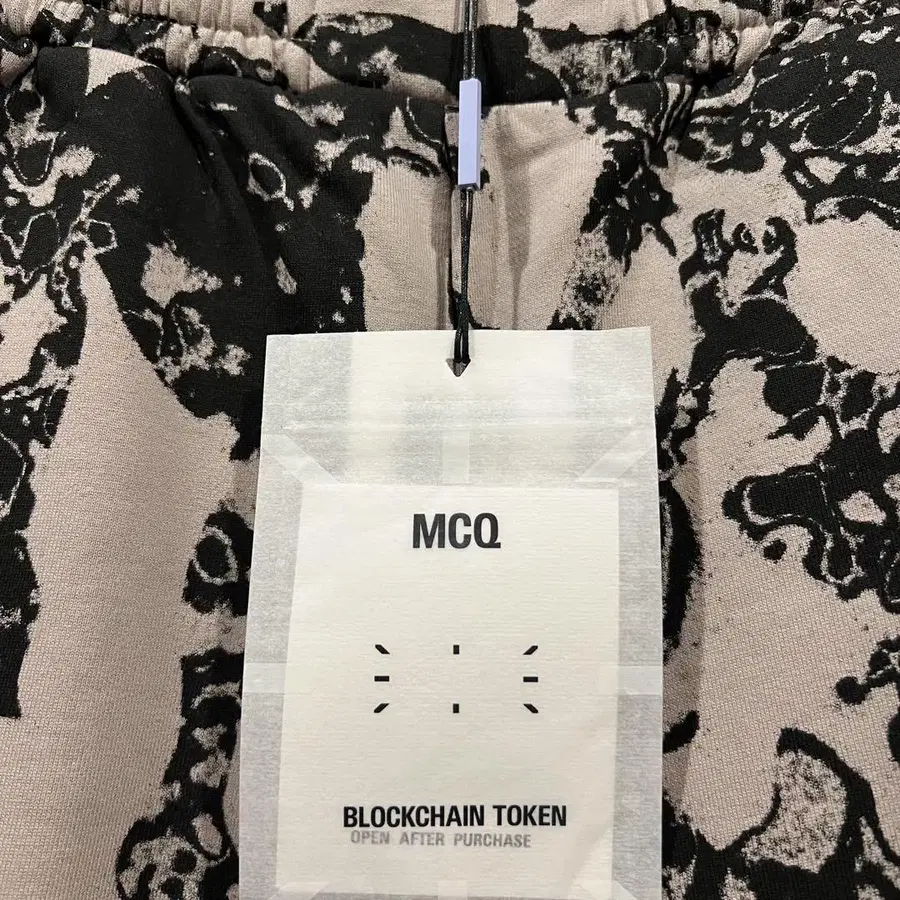 MCQ
BLOCKCHAIN TOKEN
OPEN AFTER PURCHASE